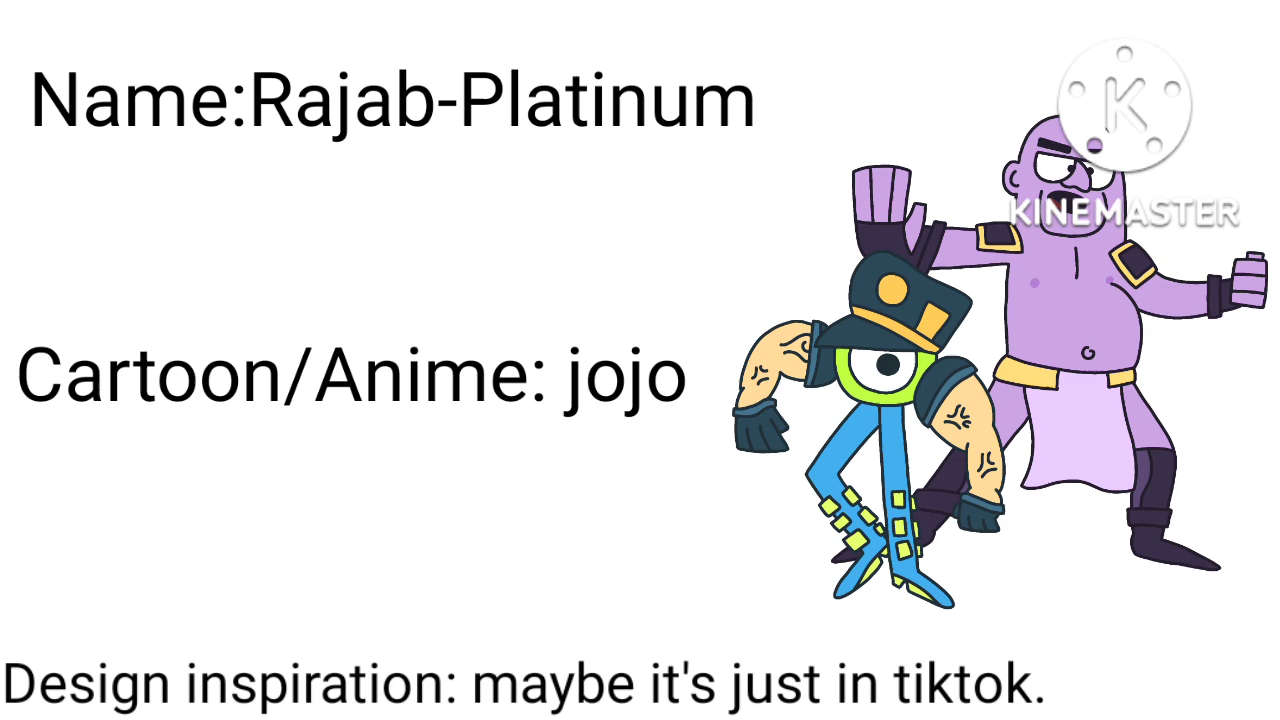 Name:Rajab-Platinum
K
KINEMASTER
Cartoon/Anime: jojo
Design inspiration: maybe it's just in tiktok.